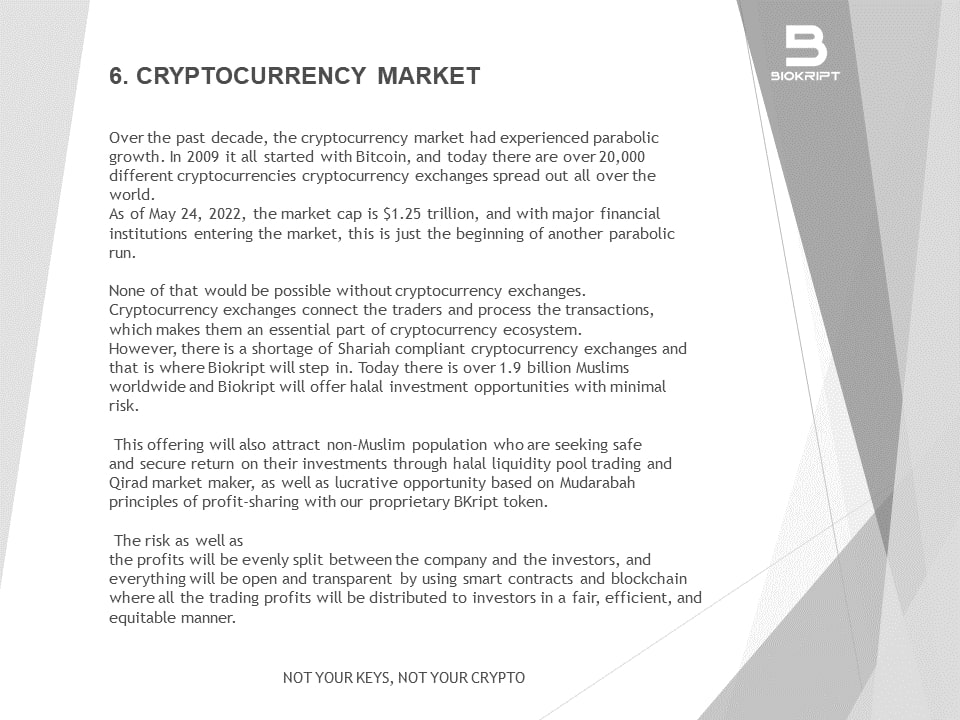 BIOKRIPT
6. CRYPTOCURRENCY MARKET
Over the past decade, the cryptocurrency market had experienced parabolic
growth. In 2009 it all started with Bitcoin, and today there are over 20,000
different cryptocurrencies cryptocurrency exchanges spread out all over the
world.
As of May 24, 2022, the market cap is $1.25 trillion, and with major financial
institutions entering the market, this is just the beginning of another parabolic
run.
None of that would be possible without cryptocurrency exchanges.
Cryptocurrency exchanges connect the traders and process the transactions,
which makes them an essential part of cryptocurrency ecosystem.
However, there is a shortage of Shariah compliant cryptocurrency exchanges and
that is where Biokript will step in. Today there is over 1.9 billion Muslims
worldwide and Biokript will offer halal investment opportunities with minimal
risk.
This offering will also attract non-Muslim population who are seeking safe
and secure return on their investments through halal liquidity pool trading and
Qirad market maker, as well as lucrative opportunity based on Mudarabah
principles of profit-sharing with our proprietary BKript token.
The risk as well as
the profits will be evenly split between the company and the investors, and
everything will be open and transparent by using smart contracts and blockchain
where all the trading profits will be distributed to investors in a fair, efficient, and
equitable manner.
NOT YOUR KEYS, NOT YOUR CRYPTO